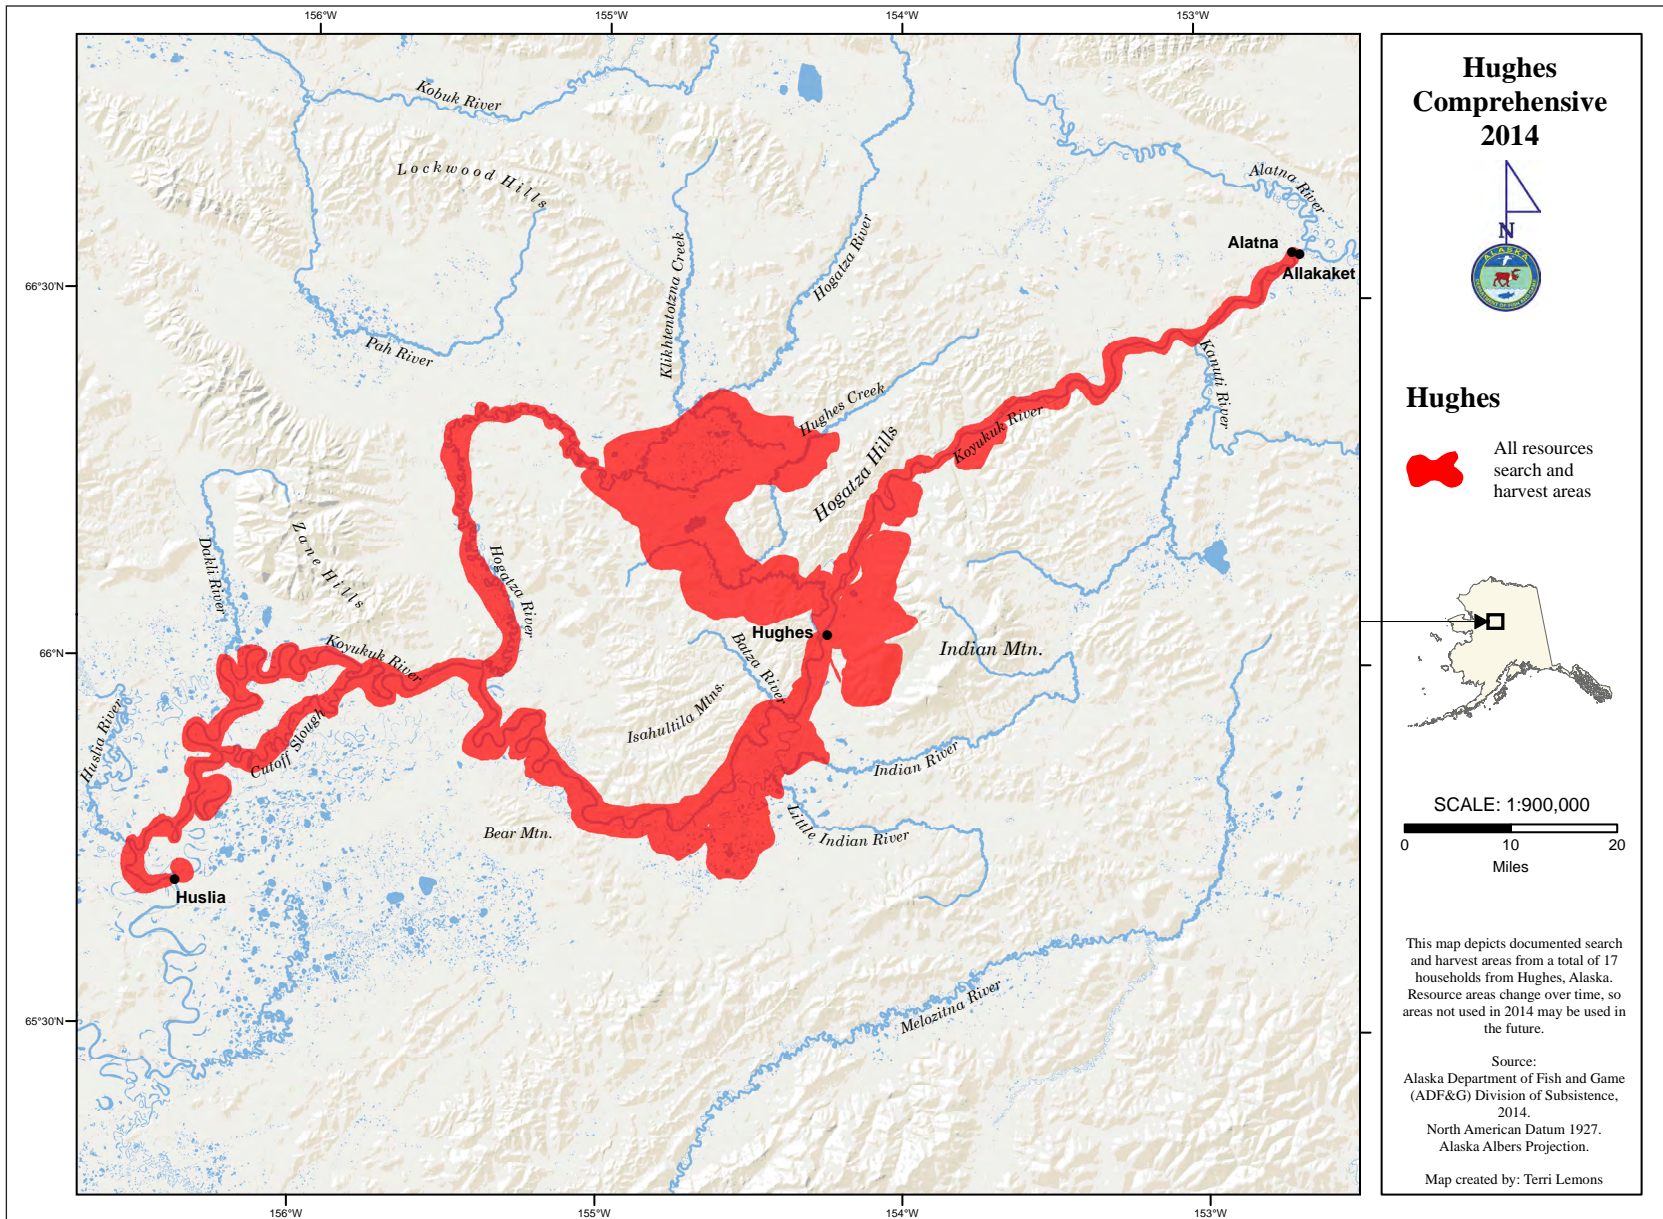 156°W
155°W
154°W
153°W
Kobuk River
Lockwood Hills
Pah River
Klikhtentotzna Creek
Hogatza River
Alatna River
Alatna
Allakaket
66°30'N
Kanuti River
Hughes Creek
Hogatza Hills
Koyukuk River
Zane Hills
Dakli River
Hogatza River
66°N
Koyukuk River
Hughes
Batza River
Indian Mtn.
Isahultila Mtns.
Huslia River
Cutoff Slough
Indian River
Little Indian River
Bear Mtn.
Huslia
Melozitna River
65°30'N
156°W
155°W
154°W
153°W
Hughes
Comprehensive
2014
N
ALASKA
Hughes
All resources
search and
harvest areas
SCALE: 1:900,000
0
10
20
Miles
This map depicts documented search
and harvest areas from a total of 17
households from Hughes, Alaska.
Resource areas change over time, so
areas not used in 2014 may be used in
the future.
Source:
Alaska Department of Fish and Game
(ADF&G) Division of Subsistence,
2014.
North American Datum 1927.
Alaska Albers Projection.
Map created by: Terri Lemons